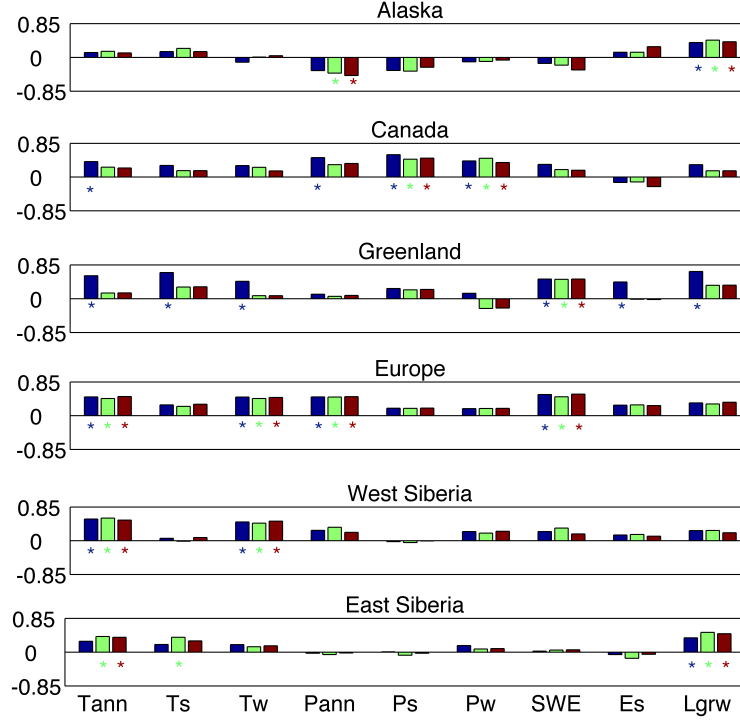 Alaska
0.85
0
-0.85
* * * * *
Canada
0.85
0
-0.85
* * * * * * * *
Greenland
0.85
0
-0.85
* * * * * * * *
Europe
0.85
0
-0.85
* * * * * * * * * * * *
West Siberia
0.85
0
-0.85
* * * * * *
East Siberia
0.85
0
-0.85
* * * * * *
Tann Ts Tw Pann Ps Pw SWE Es Lgrw